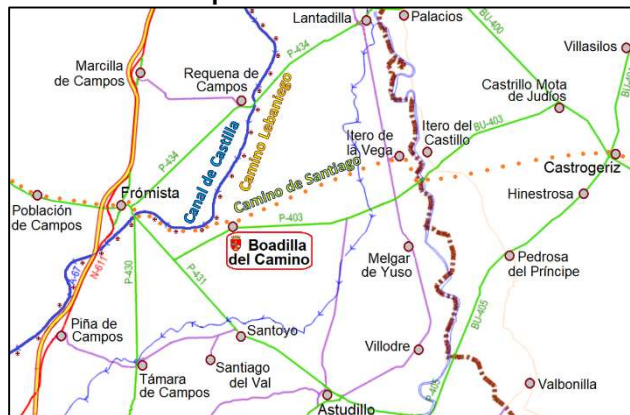 Lantadilla
Palacios
BU-400
Villasilos
P-434
Marcilla
de Campos
Requena de
Campos
Castrillo Mota
de Judíos
BU-403
Itero de
la Vega
Itero del
Castillo
Castrogeriz
Canal de Castilla
Camino Lebaniego
P-434
Camino de Santiago
Hinestrosa
Frómista
Población
de Campos
P-403
Boadilla
del Camino
Melgar
de Yuso
Pedrosa
del Príncipe
A-67
N-611
P-430
P-431
BU-405
Piña de
Campos
Santoyo
Villodre
Támara
de Campos
Santiago
del Val
Astudillo
Valbonilla